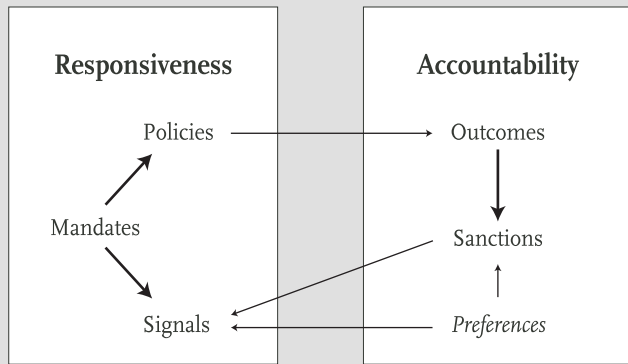 Responsiveness
Policies
Mandates
Signals
Accountability
Outcomes
Sanctions
Preferences